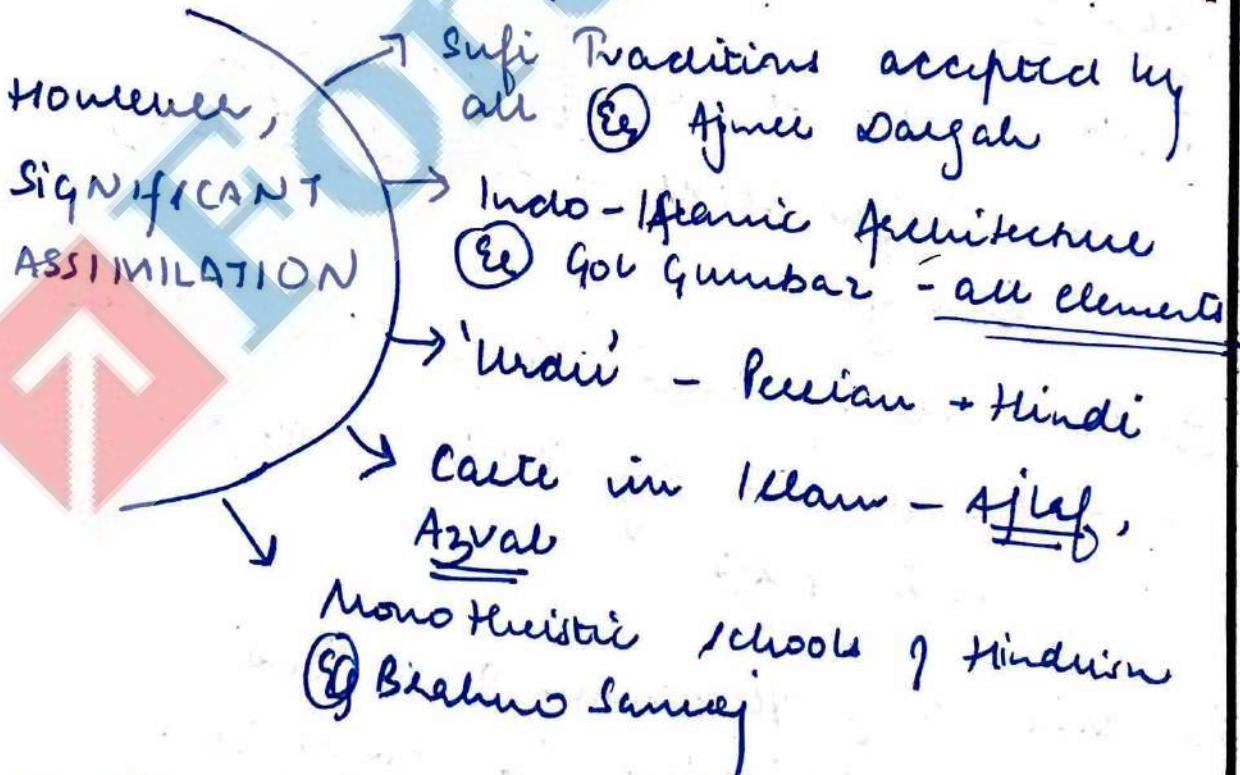 However,
SIGNIFICANT
ASSIMILATION
Sufi Traditions accepted by
all Eg Ajmer Dargah
Indo-Islamic Architecture
Eg Gol Gumbaz - all elements
'Urdu' - Persian + Hindi
Caste in Islam - Ajlaf,
Azval
Monotheistic schools of Hinduism
Eg Brahmo Samaj